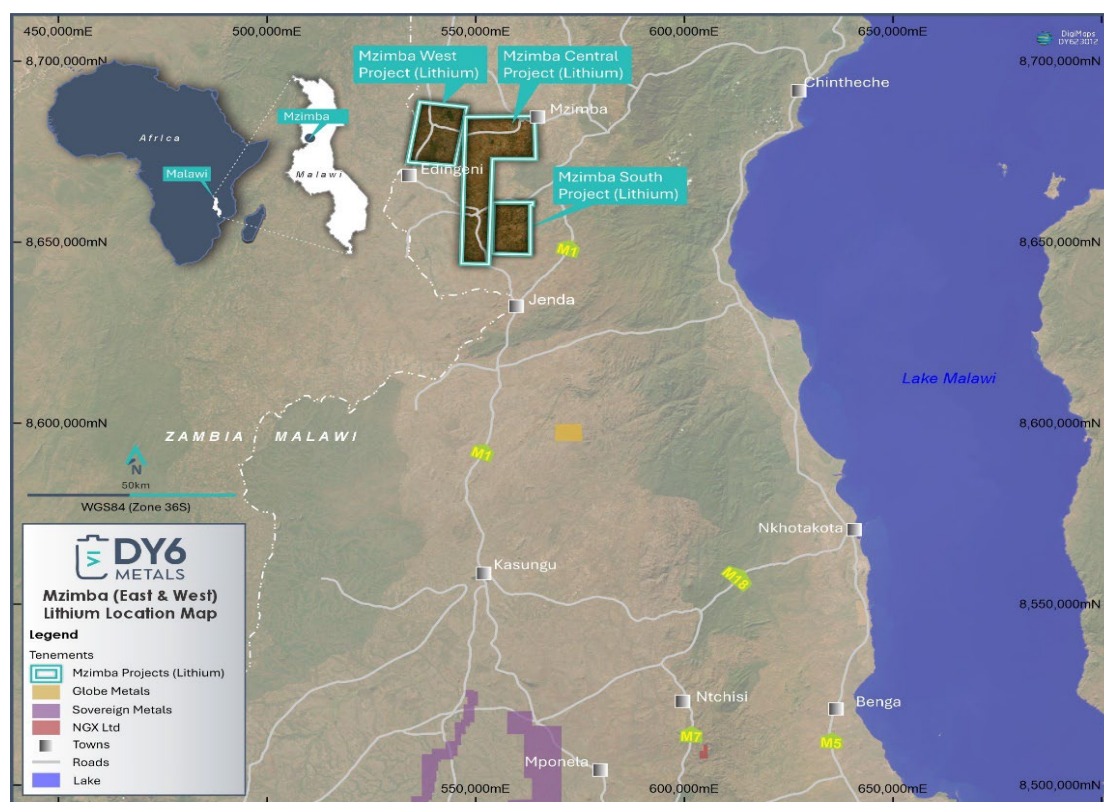 450,000mE
500,000mE
550,000mE
600,000mE
650,000mE
DigiMaps
DY623012
8,700,000mN
8,700,000mN
Mzimba West
Project (Lithium)
Mzimba Central
Project (Lithium)
Chintheche
Mzimba
Africa
Mzimba
Malawi
Malawi
Edingeni
Mzimba South
Project (Lithium)
8,650,000mN
8,650,000mN
M1
Jenda
Lake Malawi
8,600,000mN
8,600,000mN
ZAMBIA
MALAWI
M1
N
50km
WGS84 (Zone 36S)
Nkhotakota
Kasungu
M18
8,550,000mN
DY6
METALS
Mzimba (East & West)
Lithium Location Map
Legend
Tenements
Mzimba Projects (Lithium)
Globe Metals
Sovereign Metals
NGX Ltd
Towns
Roads
Lake
Ntchisi
Benga
M7
M5
Mponela
550,000mE
600,000mE
650,000mE
8,500,000mN